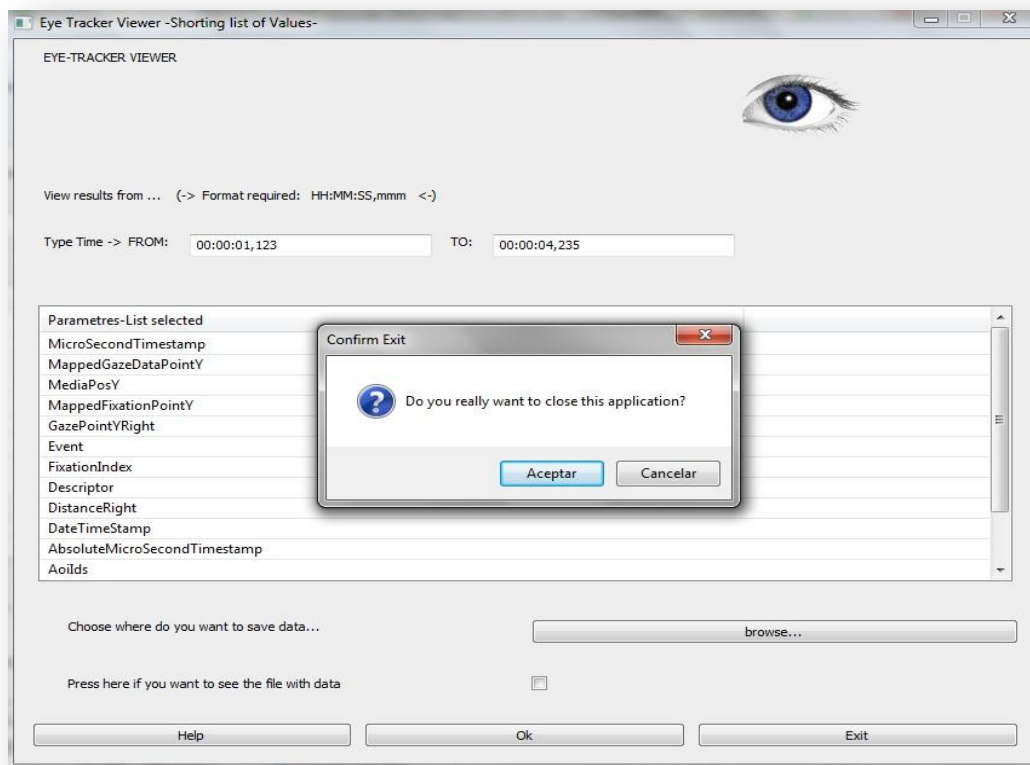 Eye Tracker Viewer -Shorting list of Values-
EYE-TRACKER VIEWER
View results from ... (-> Format required: HH:MM:SS,mmm <-)
Type Time -> FROM: 00:00:01,123 TO: 00:00:04,235
Parametres-List selected
MicroSecondTimestamp
MappedGazeDataPointY
MediaPosY
MappedFixationPointY
GazePointYRight
Event
FixationIndex
Descriptor
DistanceRight
DateTimeStamp
AbsoluteMicroSecondTimestamp
AoiIds
Confirm Exit
Do you really want to close this application?
Aceptar Cancelar
Choose where do you want to save data... browse...
Press here if you want to see the file with data
Help Ok Exit